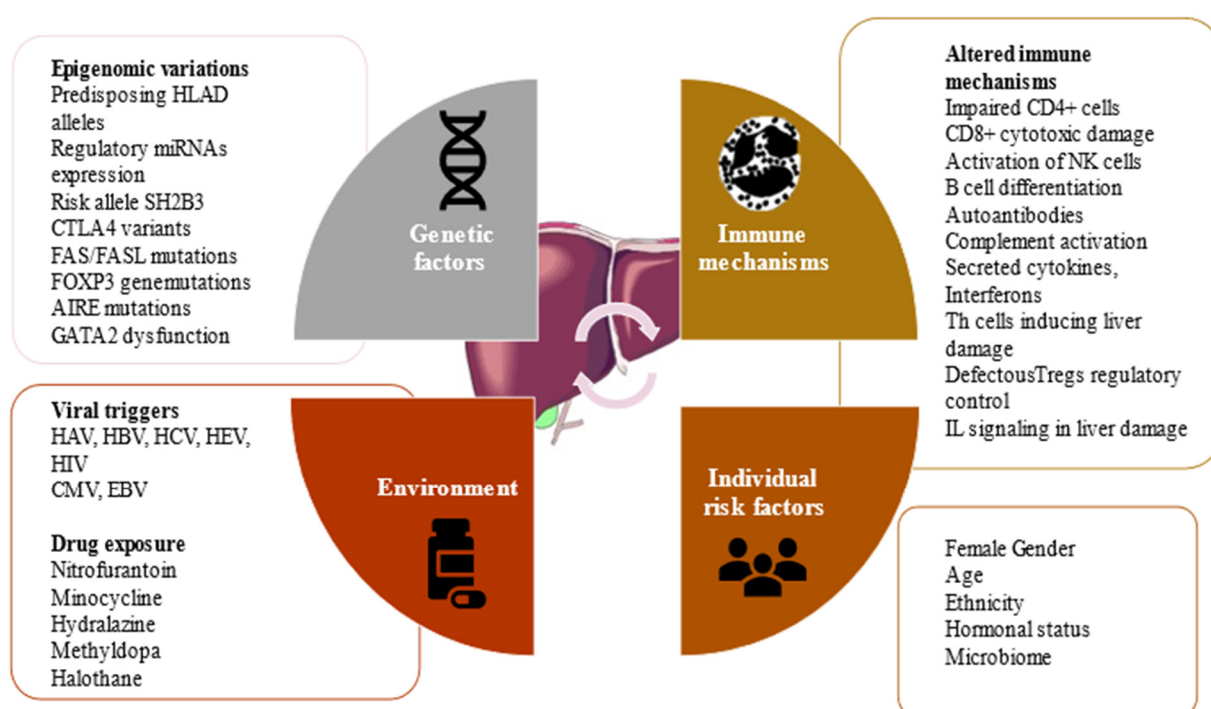 Epigenomic variations
Predisposing HLAD
alleles
Regulatory miRNAs
expression
Risk allele SH2B3
CTLA4 variants
FAS/FASL mutations
FOXP3 genemutations
AIRE mutations
GATA2 dysfunction
Genetic
factors
Immune
mechanisms
Altered immune
mechanisms
Impaired CD4+ cells
CD8+ cytotoxic damage
Activation of NK cells
B cell differentiation
Autoantibodies
Complement activation
Secreted cytokines,
Interferons
Th cells inducing liver
damage
DefectousTregs regulatory
control
IL signaling in liver damage
Viral triggers
HAV, HBV, HCV, HEV,
HIV
CMV, EBV
Drug exposure
Nitrofurantoin
Minocycline
Hydralazine
Methyldopa
Halothane
Environment
Individual
risk factors
Female Gender
Age
Ethnicity
Hormonal status
Microbiome